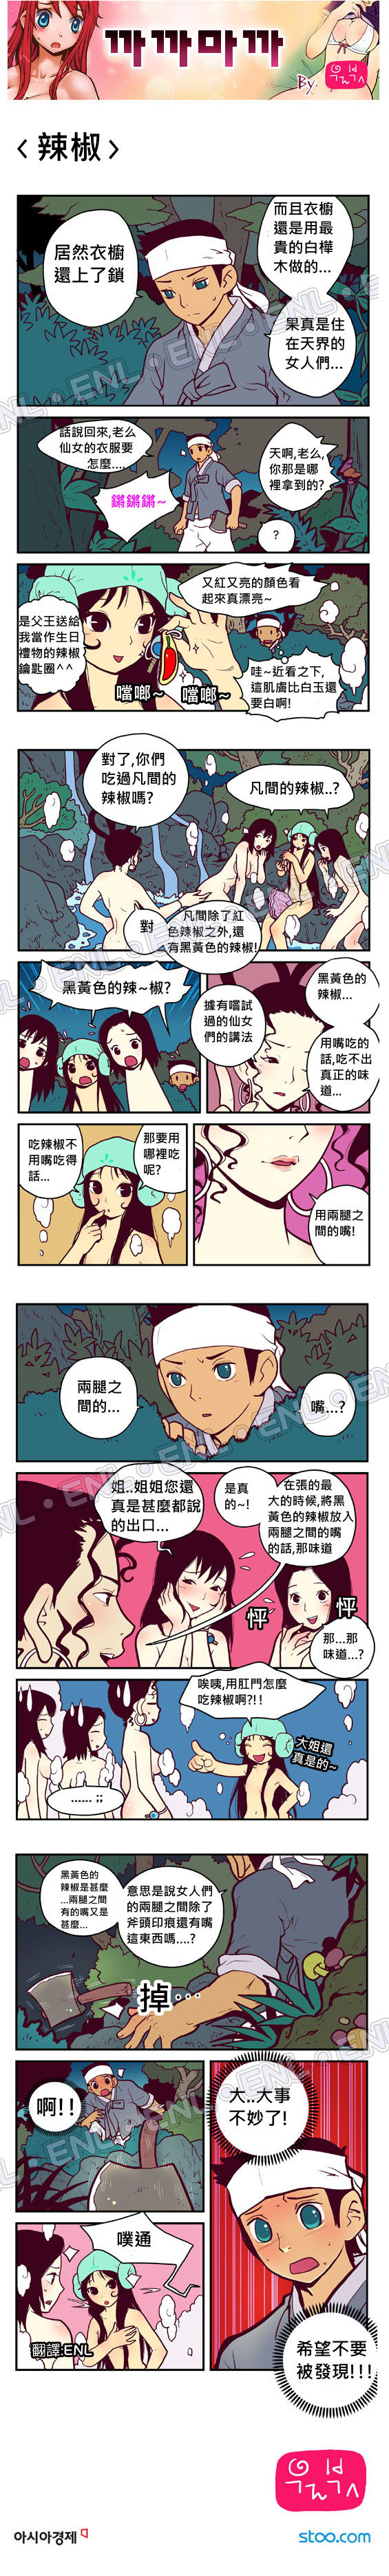 까까마까
By.
으니
ᄀᄂᄀᄉ
〈辣椒〉
居然衣櫥
還上了鎖
而且衣櫥
還是用最
貴的白樺
木做的...
果真是住
在天界的
女人們...
話說回來,老么
仙女的衣服要
怎麼....
鏘鏘鏘~
天啊,老么,
你那是哪
裡拿到的?
?
是父王送給
我當作生日
禮物的辣椒
鑰匙圈^^
噹啷~
噹啷~
又紅又亮的顏色看
起來真漂亮~
哇~近看之下,
這肌膚比白玉還
要白啊!
對了,你們
吃過凡間的
辣椒嗎?
凡間的辣椒..?
對
凡間除了紅
色辣椒之外,還
有黑黃色的辣椒!
黑黃色的辣~椒?
據有嚐試
過的仙女
們的講法
黑黃色的
辣椒...
用嘴吃的
話,吃不出
真正的味
道...
吃辣椒不
用嘴吃得
話...
那要用
哪裡吃
呢?
用兩腿之
間的嘴!
兩腿之
間的...
嘴...?
姐..姐姐您還
真是甚麼都說
的出口...
是真
的~!
在張的最
大的時候,將黑
黃色的辣椒放入
兩腿之間的嘴
的話,那味道
怦
怦
那...那
味道...?
唉咦,用肛門怎麼
吃辣椒啊?!!
大姐還
真是的~
...... ;;
黑黃色的
辣椒是甚麼
...兩腿之間
有的嘴又是
甚麼...
意思是說女人們
的兩腿之間除了
斧頭印痕還有嘴
這東西嗎....?
掉...
啊!!
大..大事
不妙了!
噗通
翻譯:ENL
希望不要
被發現!!!
아시아경제
stoo.com